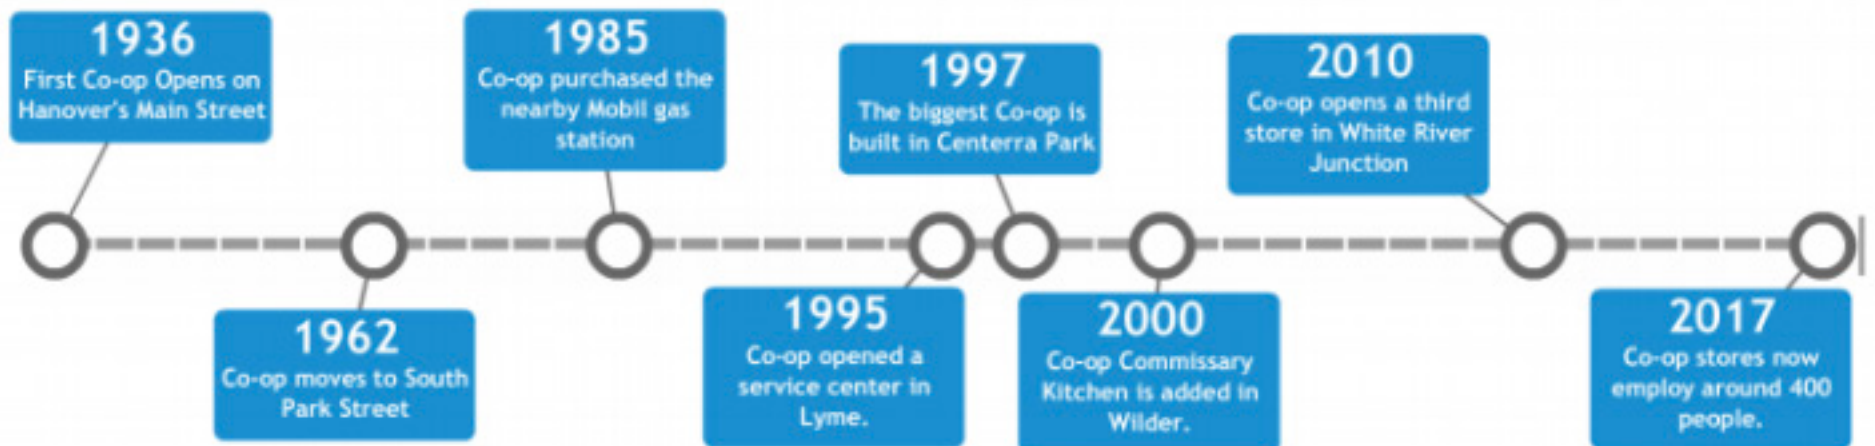 1936
First Co-op Opens on
Hanover's Main Street
1962
Co-op moves to South
Park Street
1985
Co-op purchased the
nearby Mobil gas
station
1995
Co-op opened a
service center in
Lyme.
1997
The biggest Co-op is
built in Centerra Park
2000
Co-op Commissary
Kitchen is added in
Wilder.
2010
Co-op opens a third
store in White River
Junction
2017
Co-op stores now
employ around 400
people.